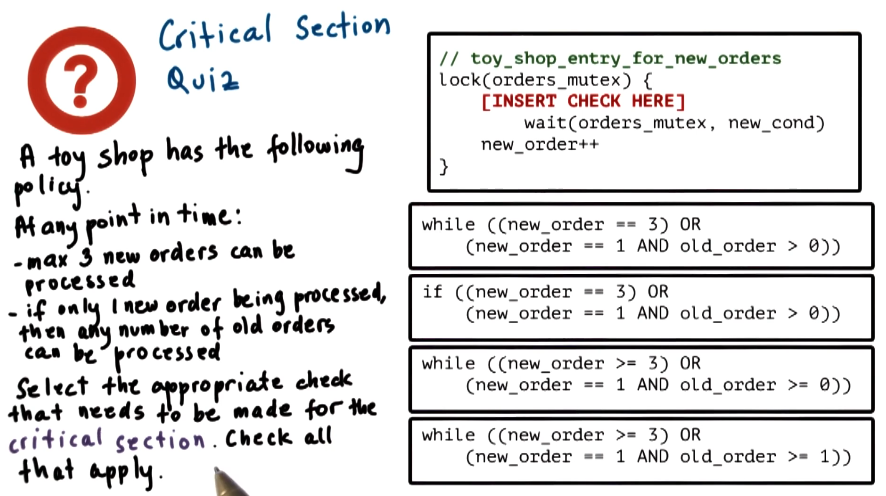 Critical Section
Quiz
?
A toy shop has the following
policy.
At any point in time:
- max 3 new orders can be
processed
- if only 1 new order being processed,
then any number of old orders
can be processed
Select the appropriate check
that needs to be made for the
critical section. Check all
that apply.
// toy_shop_entry_for_new_orders
lock(orders_mutex) {
[INSERT CHECK HERE]
wait(orders_mutex, new_cond)
new_order++
}
while ((new_order == 3) OR
(new_order == 1 AND old_order > 0))
if ((new_order == 3) OR
(new_order == 1 AND old_order > 0))
while ((new_order >= 3) OR
(new_order == 1 AND old_order >= 0))
while ((new_order >= 3) OR
(new_order == 1 AND old_order >= 1))